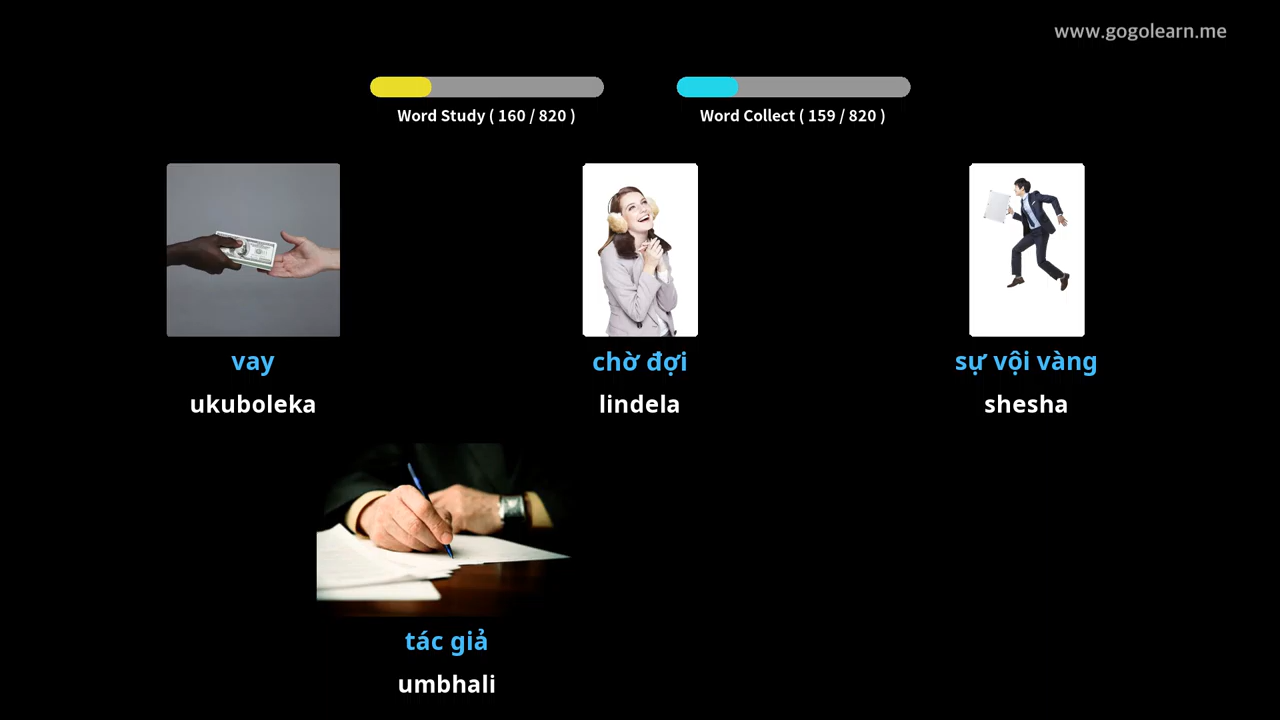 www.gogolearn.me
Word Study ( 160 / 820 )
Word Collect ( 159 / 820 )
vay
chờ đợi
sự vội vàng
ukuboleka
lindela
shesha
tác giả
umbhali